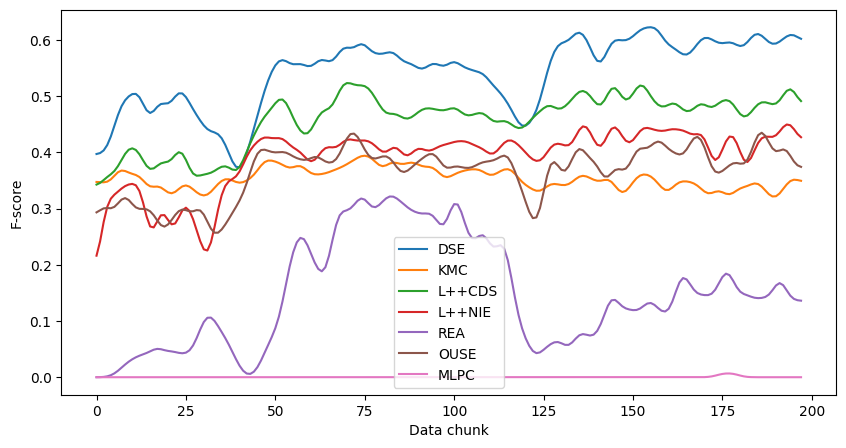 F-score
0.6
0.5
0.4
0.3
0.2
0.1
0.0
DSE
KMC
L++CDS
L++NIE
REA
OUSE
MLPC
0 25 50 75 100 125 150 175 200
Data chunk